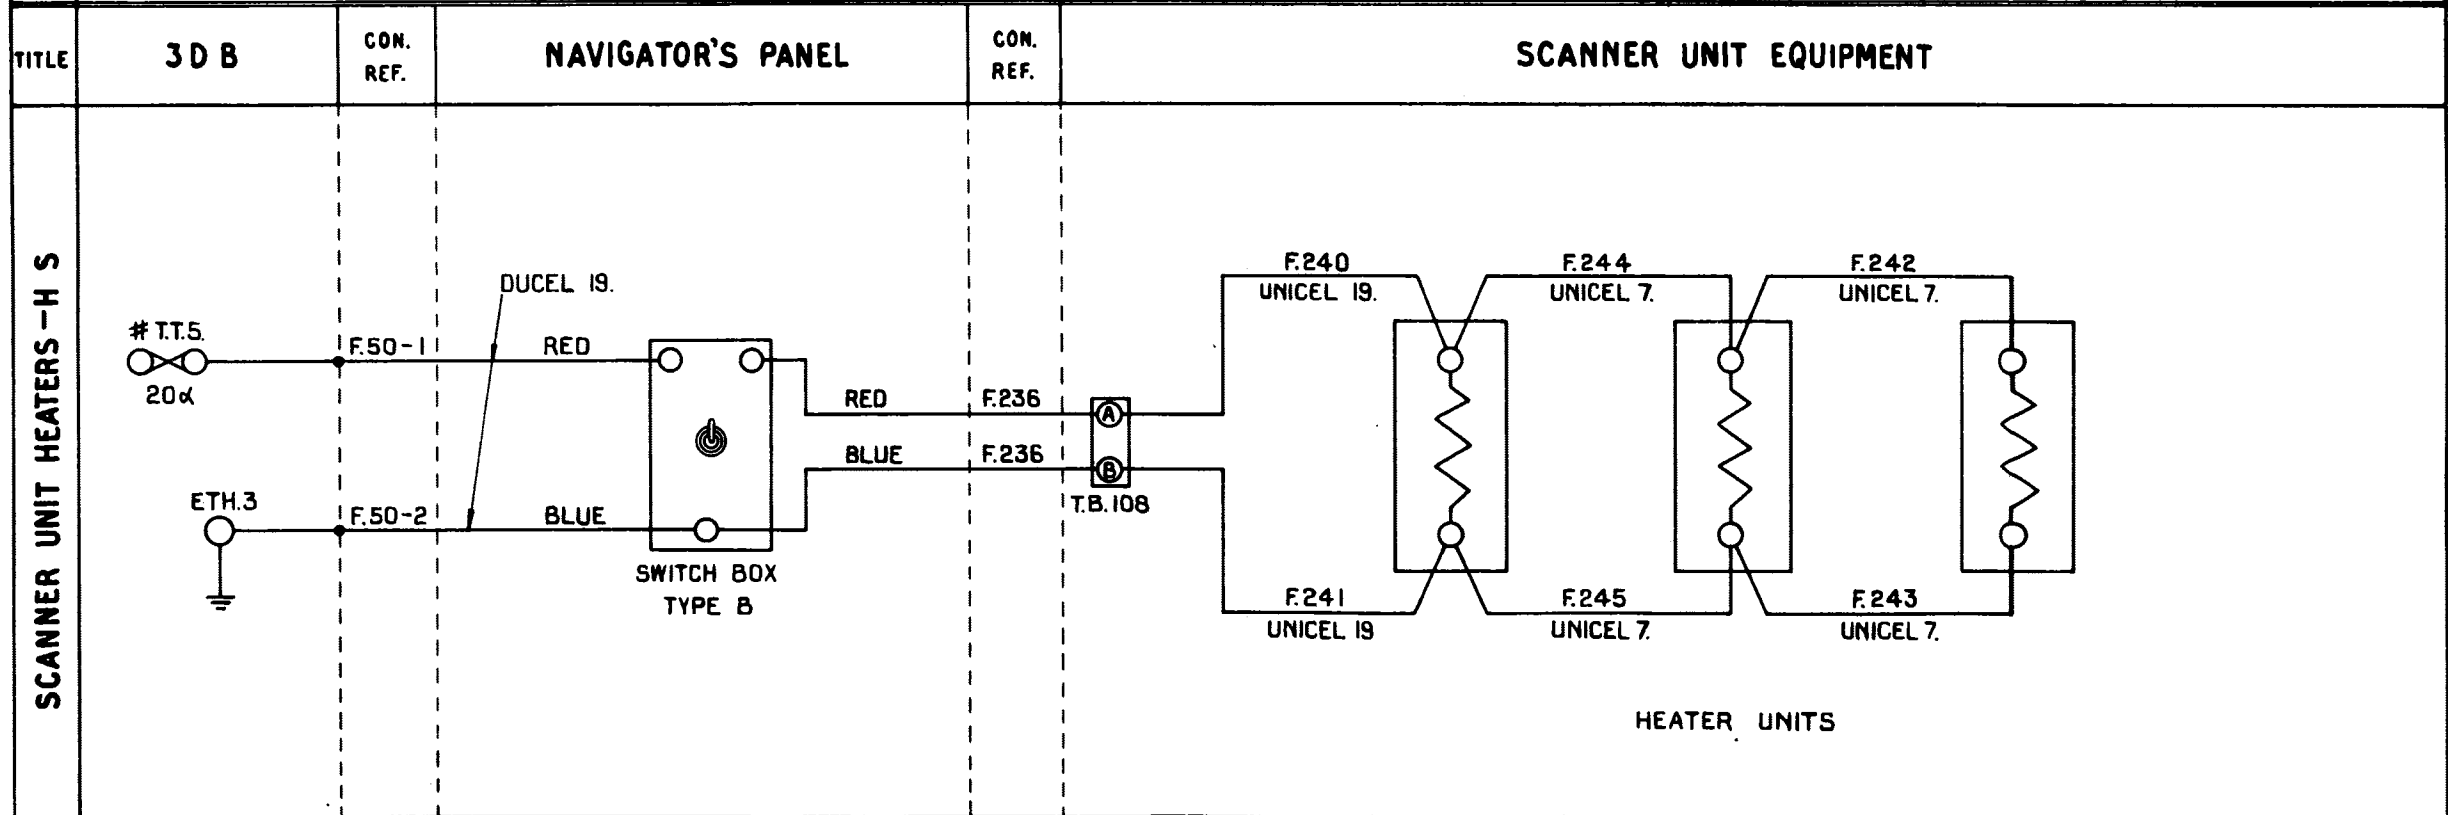 TITLE
3 D B
CON.
REF.
NAVIGATOR'S PANEL
CON.
REF.
SCANNER UNIT EQUIPMENT
SCANNER UNIT HEATERS-H S
# T.T.5.
20α
ETH.3
F.50-1
F.50-2
DUCEL 19.
RED
BLUE
SWITCH BOX
TYPE B
RED
BLUE
F.236
F.236
A
B
T.B.108
F.240
UNICEL 19.
F.244
UNICEL 7.
F.242
UNICEL 7.
F.241
UNICEL 19
F.245
UNICEL 7.
F.243
UNICEL 7.
HEATER UNITS